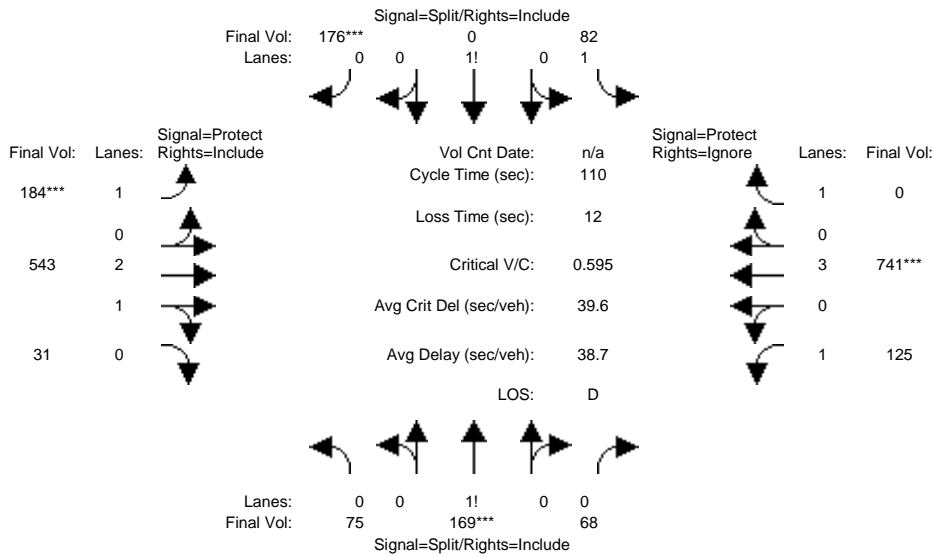 Signal=Split/Rights=Include
Final Vol: 176*** 0 82
Lanes: 0 0 1! 0 1
Signal=Protect Signal=Protect
Final Vol: Lanes: Rights=Include Vol Cnt Date: n/a Rights=Ignore Lanes: Final Vol:
Cycle Time (sec): 110
184*** 1 1 0
Loss Time (sec): 12
0 0
543 2 Critical V/C: 0.595 3 741***
1 Avg Crit Del (sec/veh): 39.6 0
31 0 Avg Delay (sec/veh): 38.7 1 125
LOS: D
Lanes: 0 0 1! 0 0
Final Vol: 75 169*** 68
Signal=Split/Rights=Include